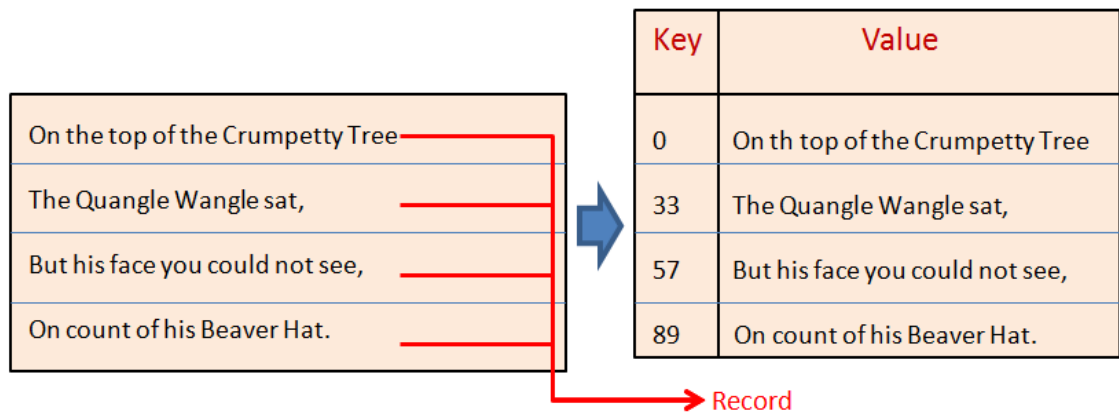 On the top of the Crumpetty Tree
The Quangle Wangle sat,
But his face you could not see,
On count of his Beaver Hat.
Key Value
0 On th top of the Crumpetty Tree
33 The Quangle Wangle sat,
57 But his face you could not see,
89 On count of his Beaver Hat.
Record